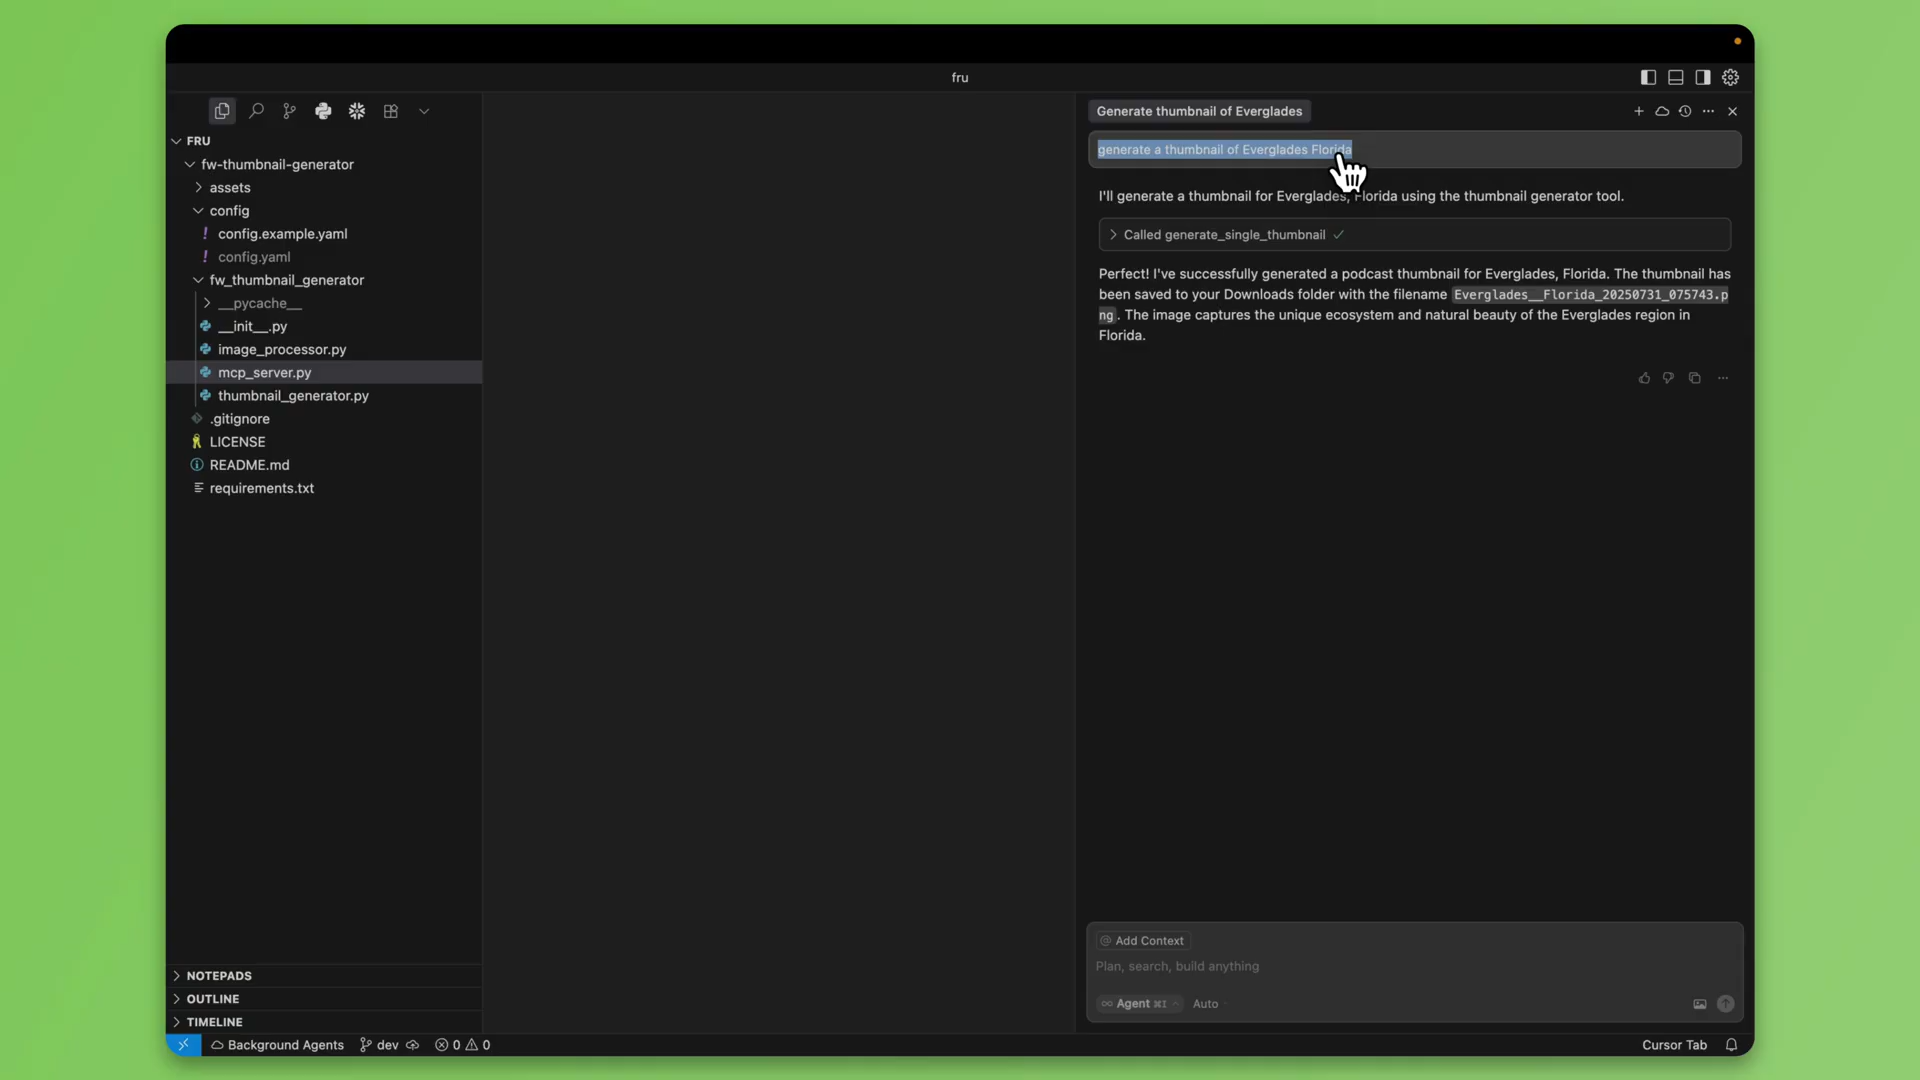 fru
FRU
fw-thumbnail-generator
assets
config
! config.example.yaml
! config.yaml
fw_thumbnail_generator
__pycache__
__init__.py
image_processor.py
mcp_server.py
thumbnail_generator.py
.gitignore
LICENSE
README.md
requirements.txt
NOTEPADS
OUTLINE
TIMELINE
Generate thumbnail of Everglades
generate a thumbnail of Everglades Florida
I'll generate a thumbnail for Everglades, Florida using the thumbnail generator tool.
Called generate_single_thumbnail ✓
Perfect! I've successfully generated a podcast thumbnail for Everglades, Florida. The thumbnail has
been saved to your Downloads folder with the filename Everglades__Florida_20250731_075743.p
ng. The image captures the unique ecosystem and natural beauty of the Everglades region in
Florida.
@ Add Context
Plan, search, build anything
∞ Agent ⌘I Auto
Background Agents dev 0 0 Cursor Tab